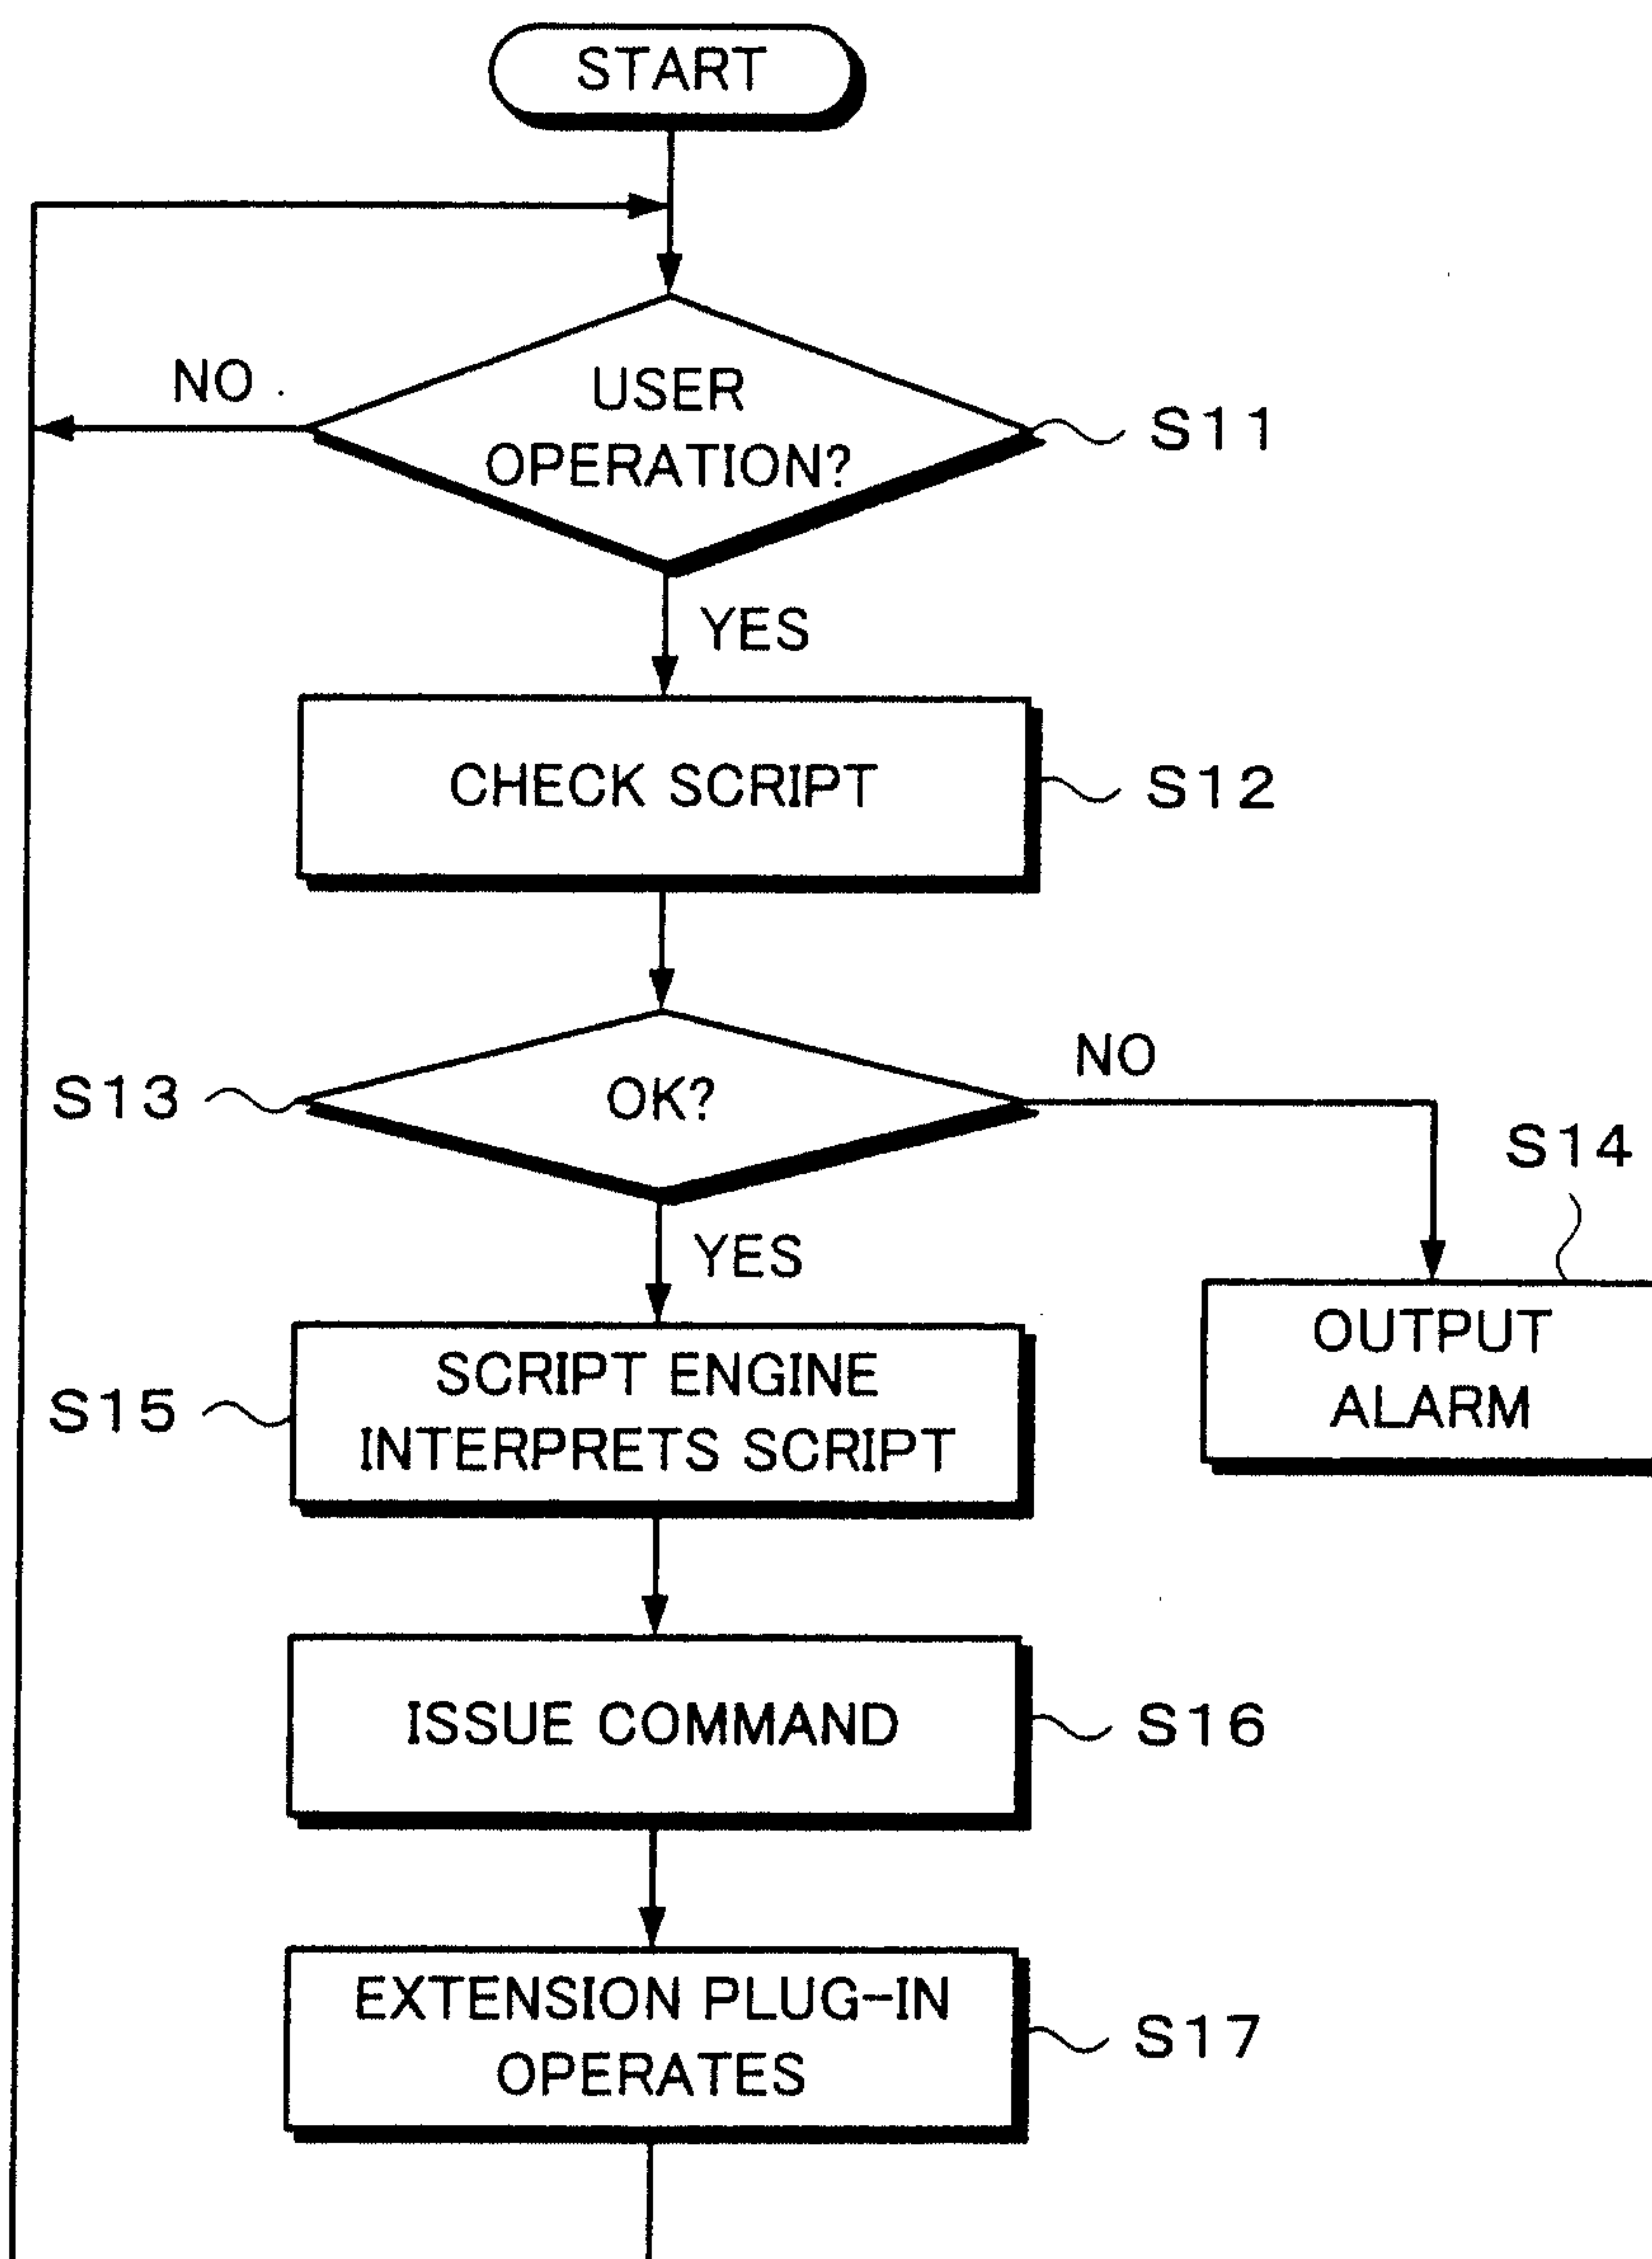 START
NO
USER
OPERATION?
S11
YES
CHECK SCRIPT
S12
S13
OK?
NO
S14
YES
OUTPUT
ALARM
S15
SCRIPT ENGINE
INTERPRETS SCRIPT
ISSUE COMMAND
S16
EXTENSION PLUG-IN
OPERATES
S17